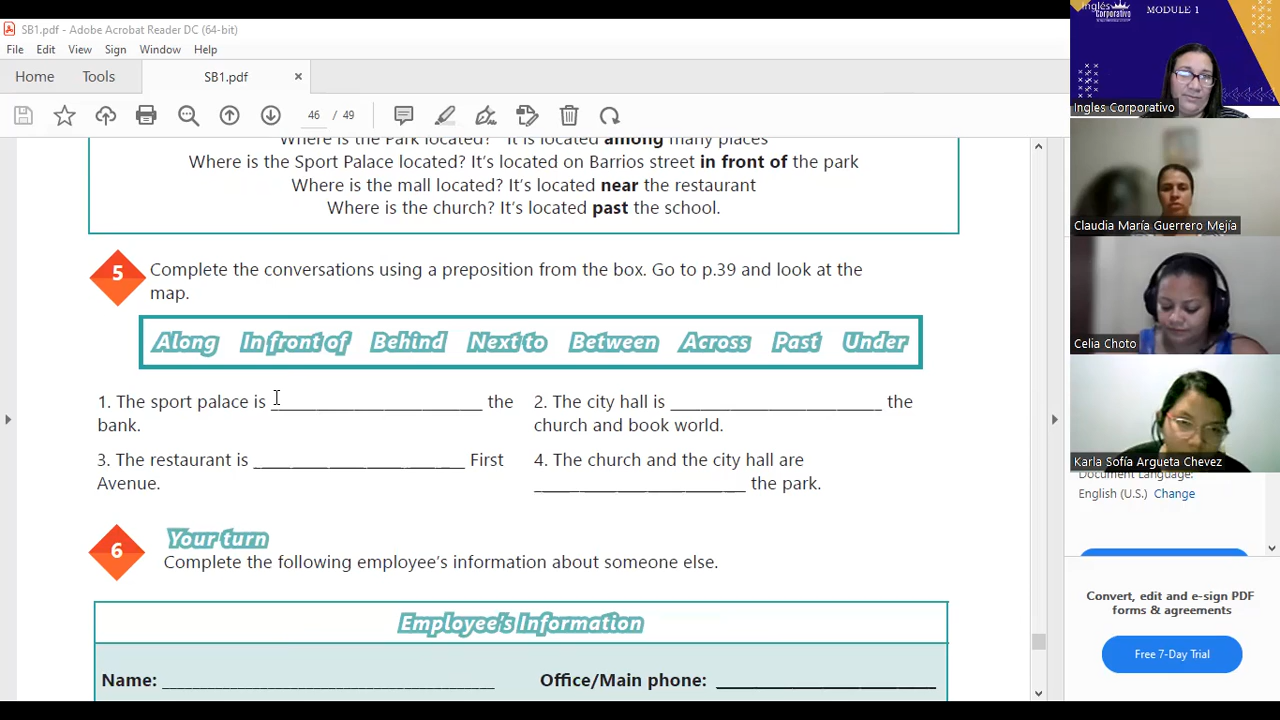 SB1.pdf - Adobe Acrobat Reader DC (64-bit)
File Edit View Sign Window Help
Home Tools SB1.pdf ×
46 / 49
Where is the Park located? It is located among many places
Where is the Sport Palace located? It's located on Barrios street in front of the park
Where is the mall located? It's located near the restaurant
Where is the church? It's located past the school.
5 Complete the conversations using a preposition from the box. Go to p.39 and look at the
map.
Along In front of Behind Next to Between Across Past Under
1. The sport palace is ____________________ the
bank.
2. The city hall is ____________________ the
church and book world.
3. The restaurant is ____________________ First
Avenue.
4. The church and the city hall are
____________________ the park.
6 Your turn
Complete the following employee's information about someone else.
Employee's Information
Name: ____________________ Office/Main phone: ____________________
inglés
corporativo
MODULE 1
Ingles Corporativo
Claudia María Guerrero Mejía
Celia Choto
Karla Sofía Argueta Chevez
Document Language:
English (U.S.) Change
Convert, edit and e-sign PDF
forms & agreements
Free 7-Day Trial